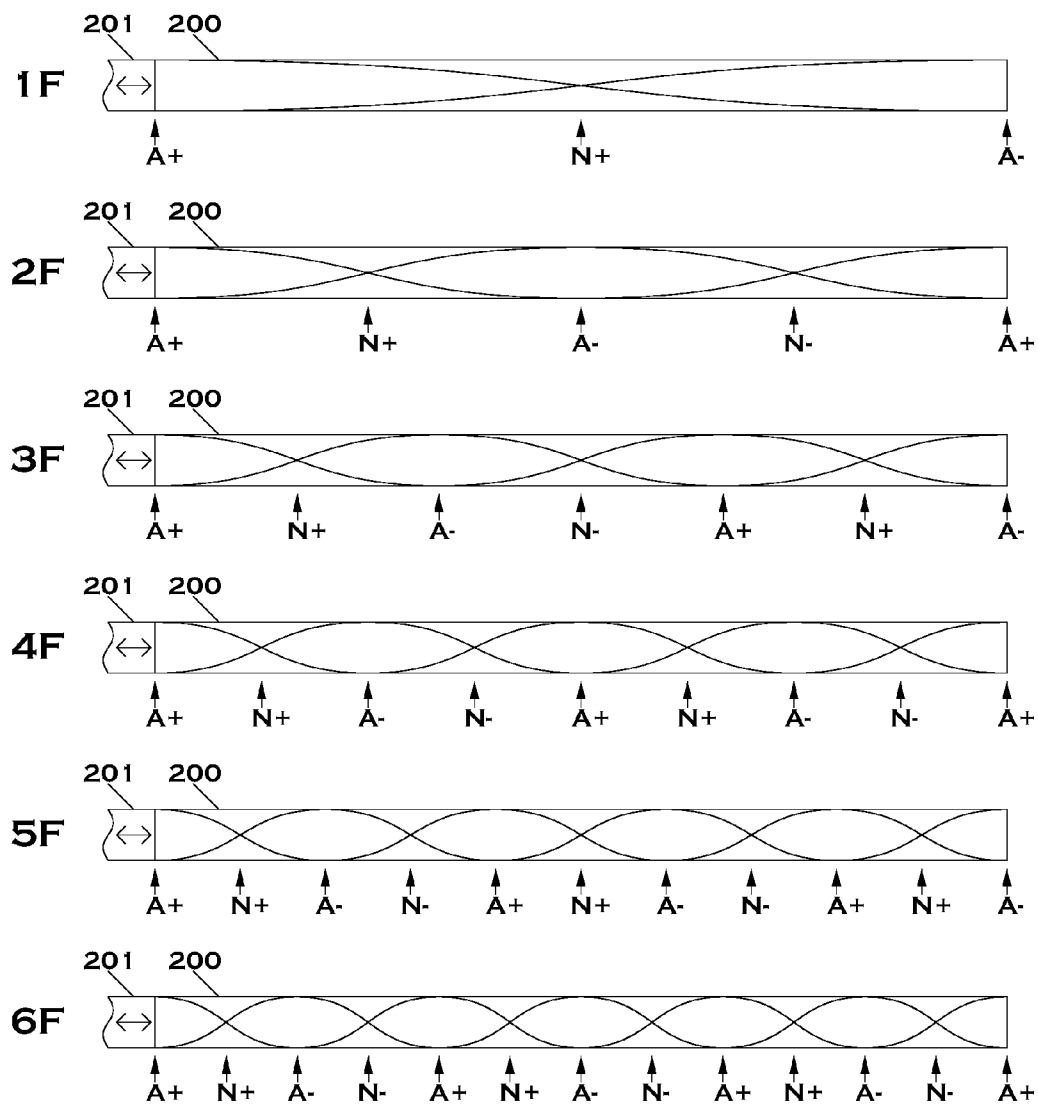 201 200
1F
A+ N+ A-
201 200
2F
A+ N+ A- N- A+
201 200
3F
A+ N+ A- N- A+ N+ A-
201 200
4F
A+ N+ A- N- A+ N+ A- N- A+
201 200
5F
A+ N+ A- N- A+ N+ A- N- A+ N+ A-
201 200
6F
A+ N+ A- N- A+ N+ A- N- A+ N+ A- N- A+